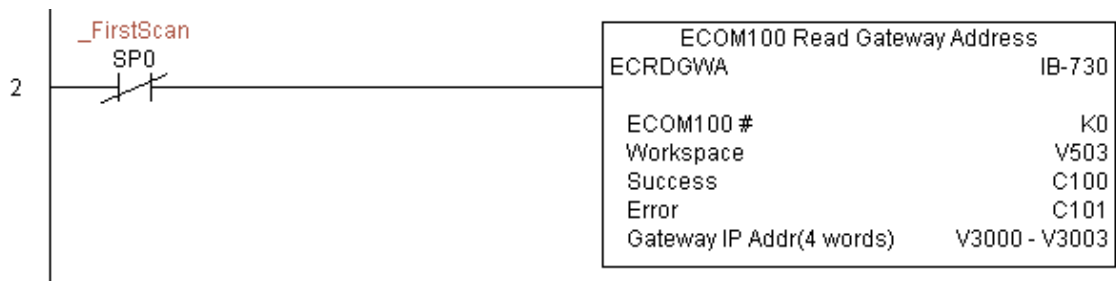 _FirstScan
SP0
2
ECOM100 Read Gateway Address
ECRDGWA IB-730
ECOM100 # K0
Workspace V503
Success C100
Error C101
Gateway IP Addr(4 words) V3000 - V3003